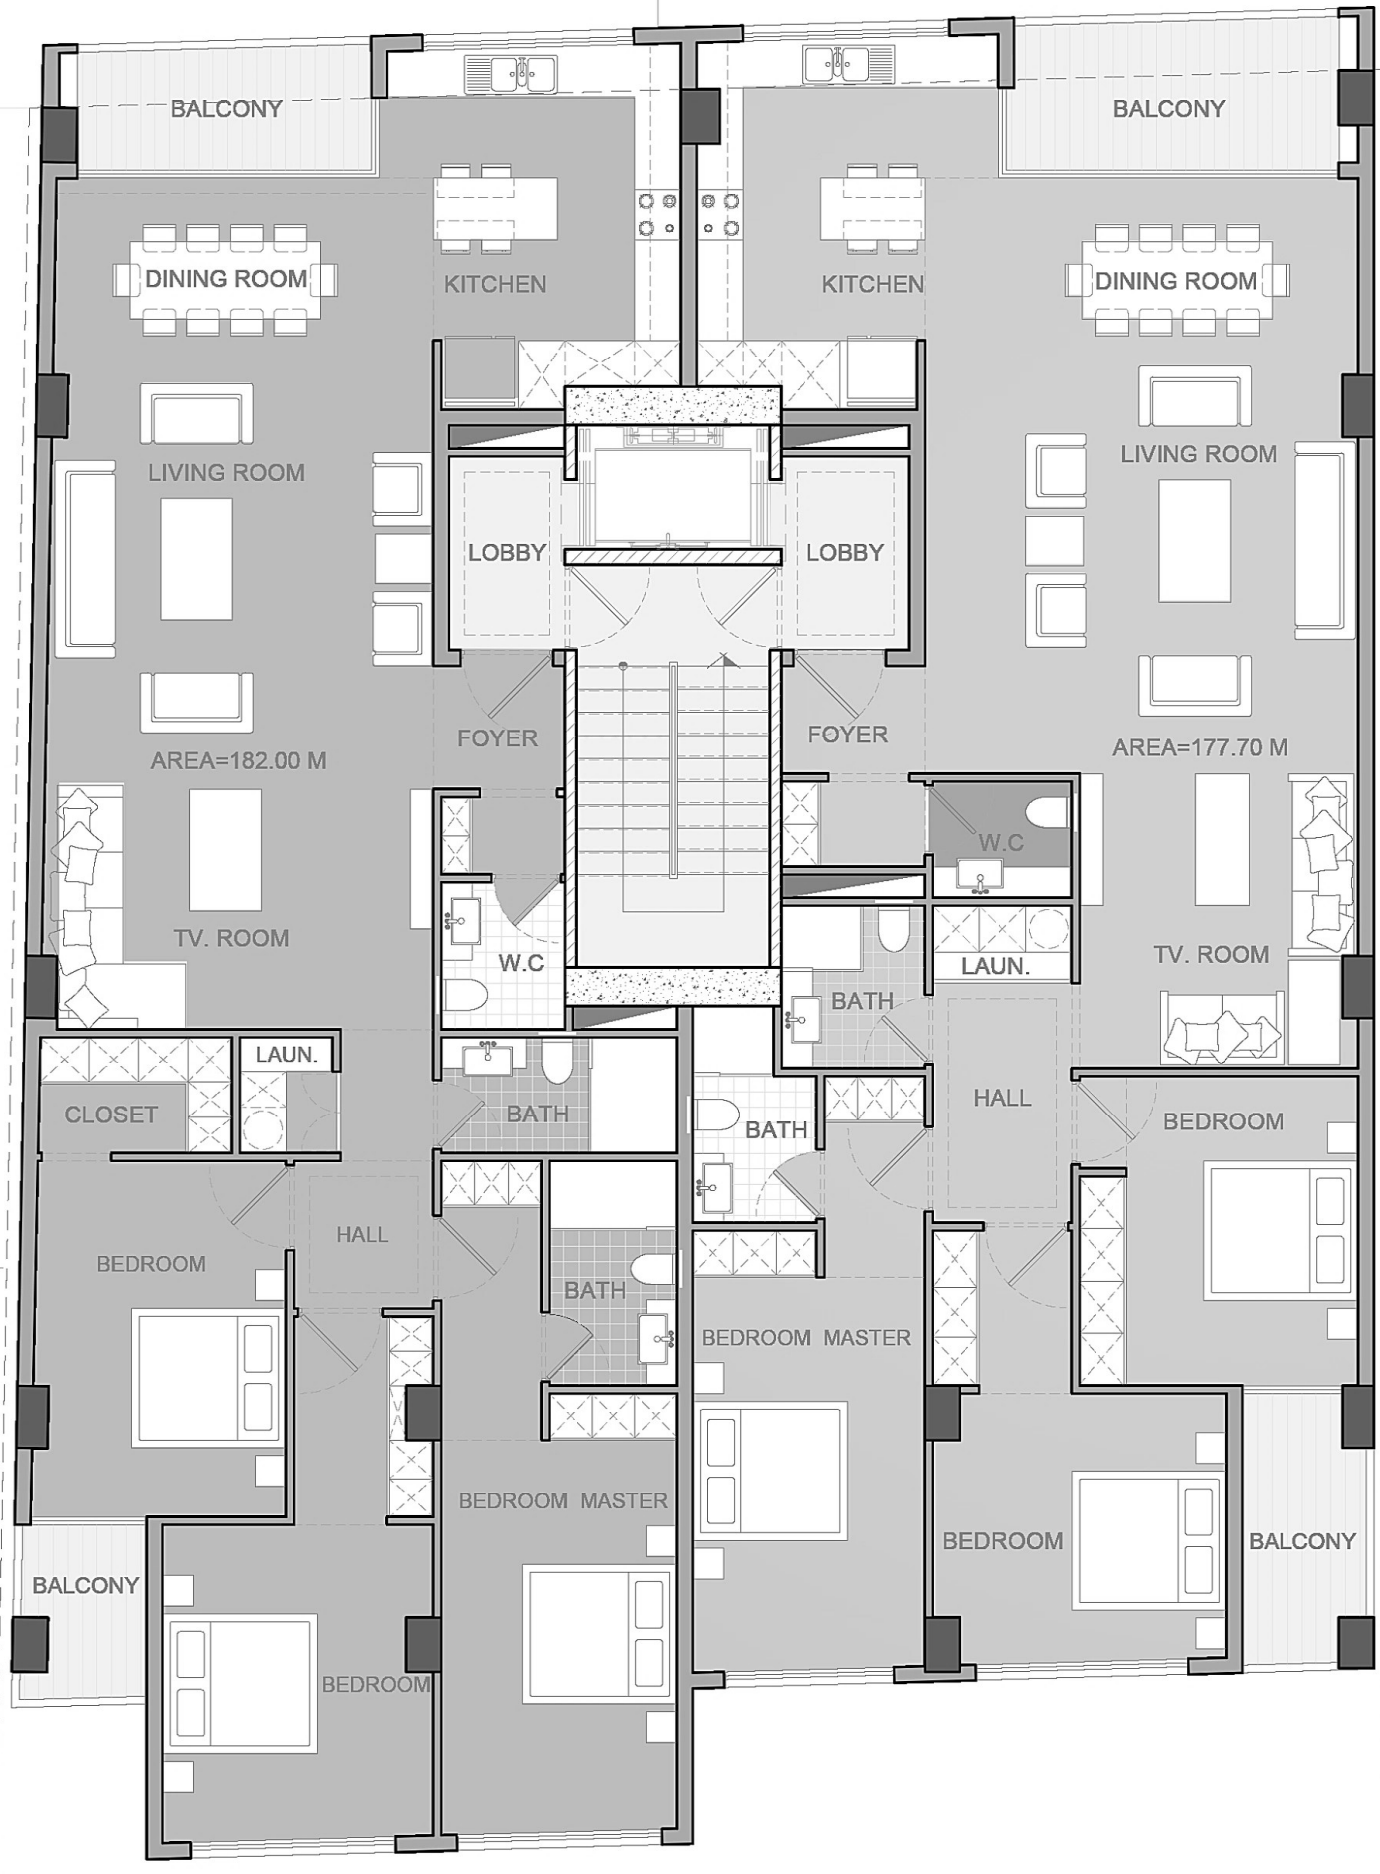 BALCONY
BALCONY
DINING ROOM
KITCHEN
KITCHEN
DINING ROOM
LIVING ROOM
LIVING ROOM
LOBBY
LOBBY
FOYER
FOYER
AREA=182.00 M
AREA=177.70 M
W.C
TV. ROOM
W.C
TV. ROOM
LAUN.
BATH
LAUN.
CLOSET
BATH
BATH
HALL
BEDROOM
HALL
BEDROOM
BATH
BEDROOM MASTER
BEDROOM MASTER
BEDROOM
BALCONY
BALCONY
BEDROOM